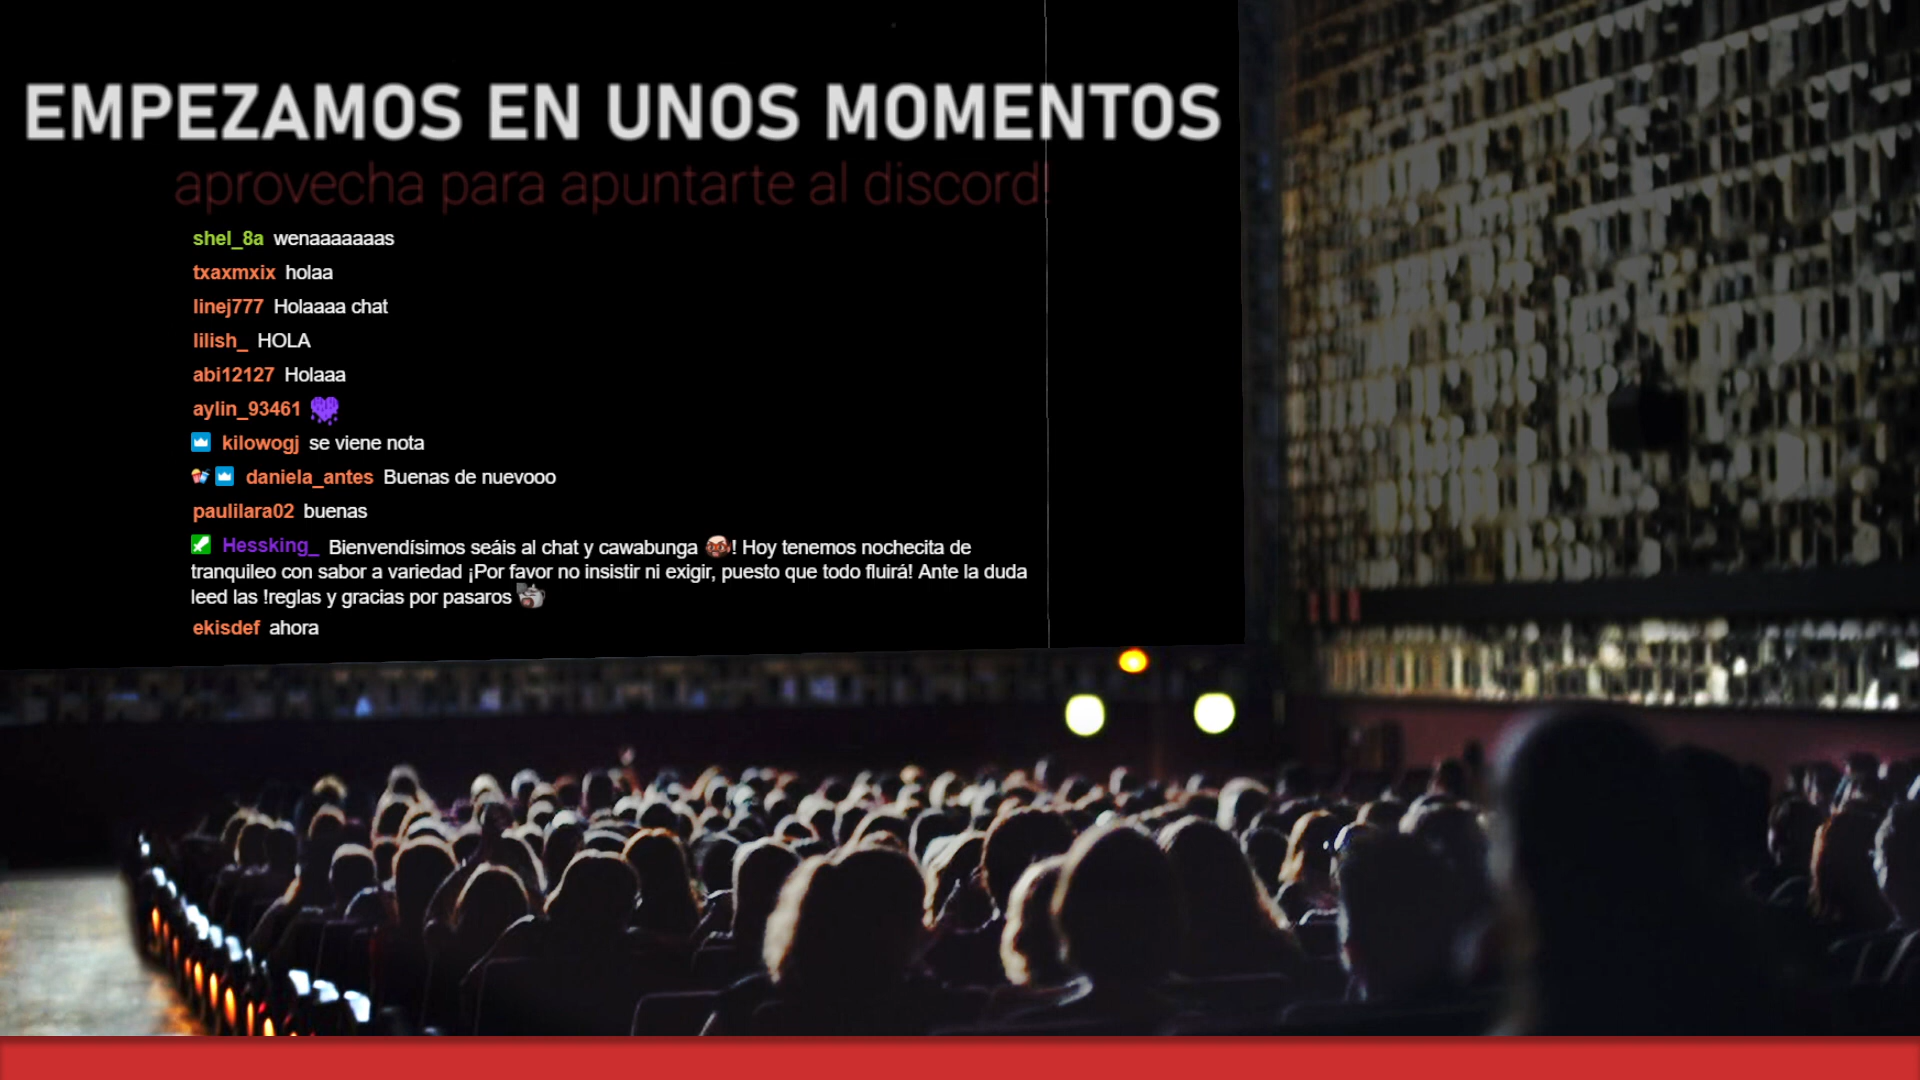 EMPEZAMOS EN UNOS MOMENTOS
aprovecha para apuntarte al discord!
shel_8a wenaaaaaaas
txaxmxix holaa
linej777 Holaaaa chat
lilish_ HOLA
abi12127 Holaaa
aylin_93461
kilowogj se viene nota
daniela_antes Buenas de nuevooo
paulilara02 buenas
Hessking_ Bienvendísimos seáis al chat y cawabunga ! Hoy tenemos nochecita de
tranquileo con sabor a variedad ¡Por favor no insistir ni exigir, puesto que todo fluirá! Ante la duda
leed las !reglas y gracias por pasaros
ekisdef ahora